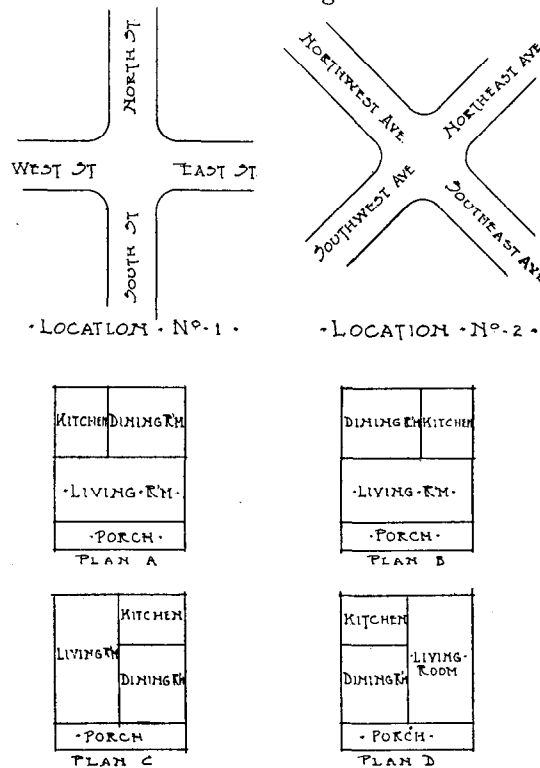 NORTH ST.
WEST ST
EAST ST.
SOUTH ST
NORTHWEST AVE.
NORTHEAST AVE
SOUTHWEST AVE
SOUTHEAST AVE
·LOCATION·Nº-1·
·LOCATION·Nº-2·
KITCHEN DINING R'M
·LIVING·R'M·
·PORCH·
PLAN A
DINING R'M KITCHEN
·LIVING·R'M·
·PORCH·
PLAN B
LIVING R'M
KITCHEN
DINING R'M
·PORCH
PLAN C
KITCHEN
DINING R'M
·LIVING·
ROOM
·PORCH·
PLAN D